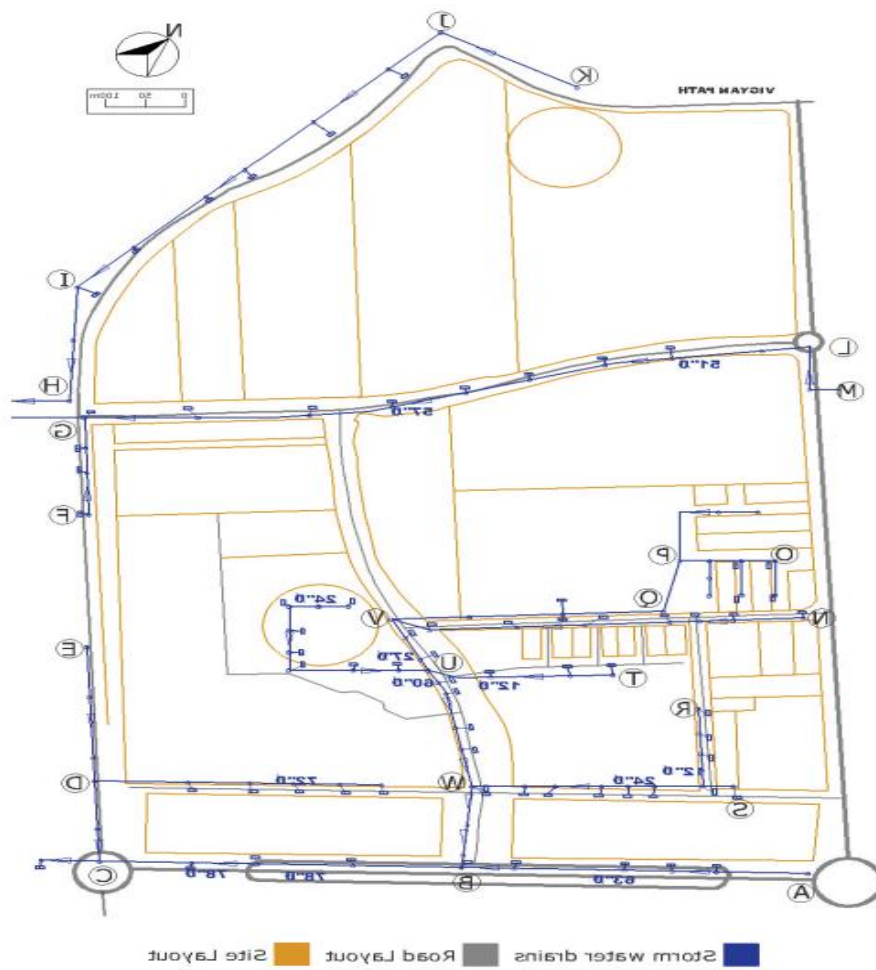 J
N
K
0 50 100m
VIGYAN PATH
I
L
51"Ø
H
M
57"Ø
G
F
O
P
24"Ø
Q
N
V
E
27"Ø
U
60"Ø
12"Ø
T
R
12"Ø
D
72"Ø
W
24"Ø
S
C
78"Ø
78"Ø
B
63"Ø
A
Storm water drains
Road Layout
Site Layout